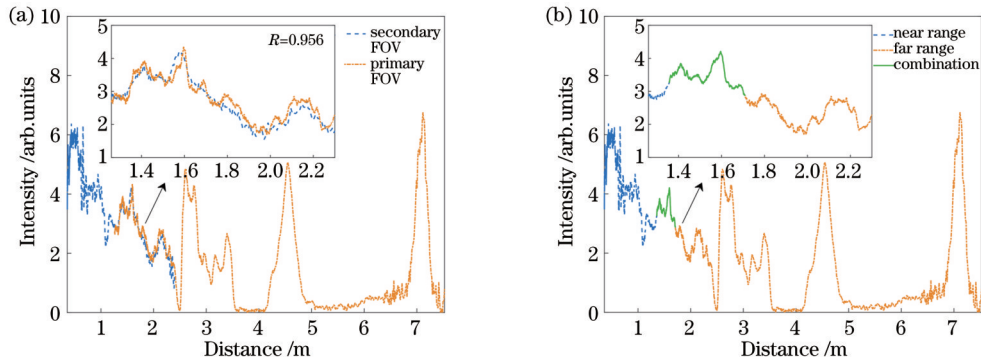 (a)
10
8
6
4
2
0
Intensity /arb.units
5
4
3
2
1
R=0.956
1.4 1.6 1.8 2.0 2.2
secondary
FOV
primary
FOV
1 2 3 4 5 6 7
Distance /m
(b)
10
8
6
4
2
0
Intensity /arb.units
5
4
3
2
1
1.4 1.6 1.8 2.0 2.2
near range
far range
combination
1 2 3 4 5 6 7
Distance /m